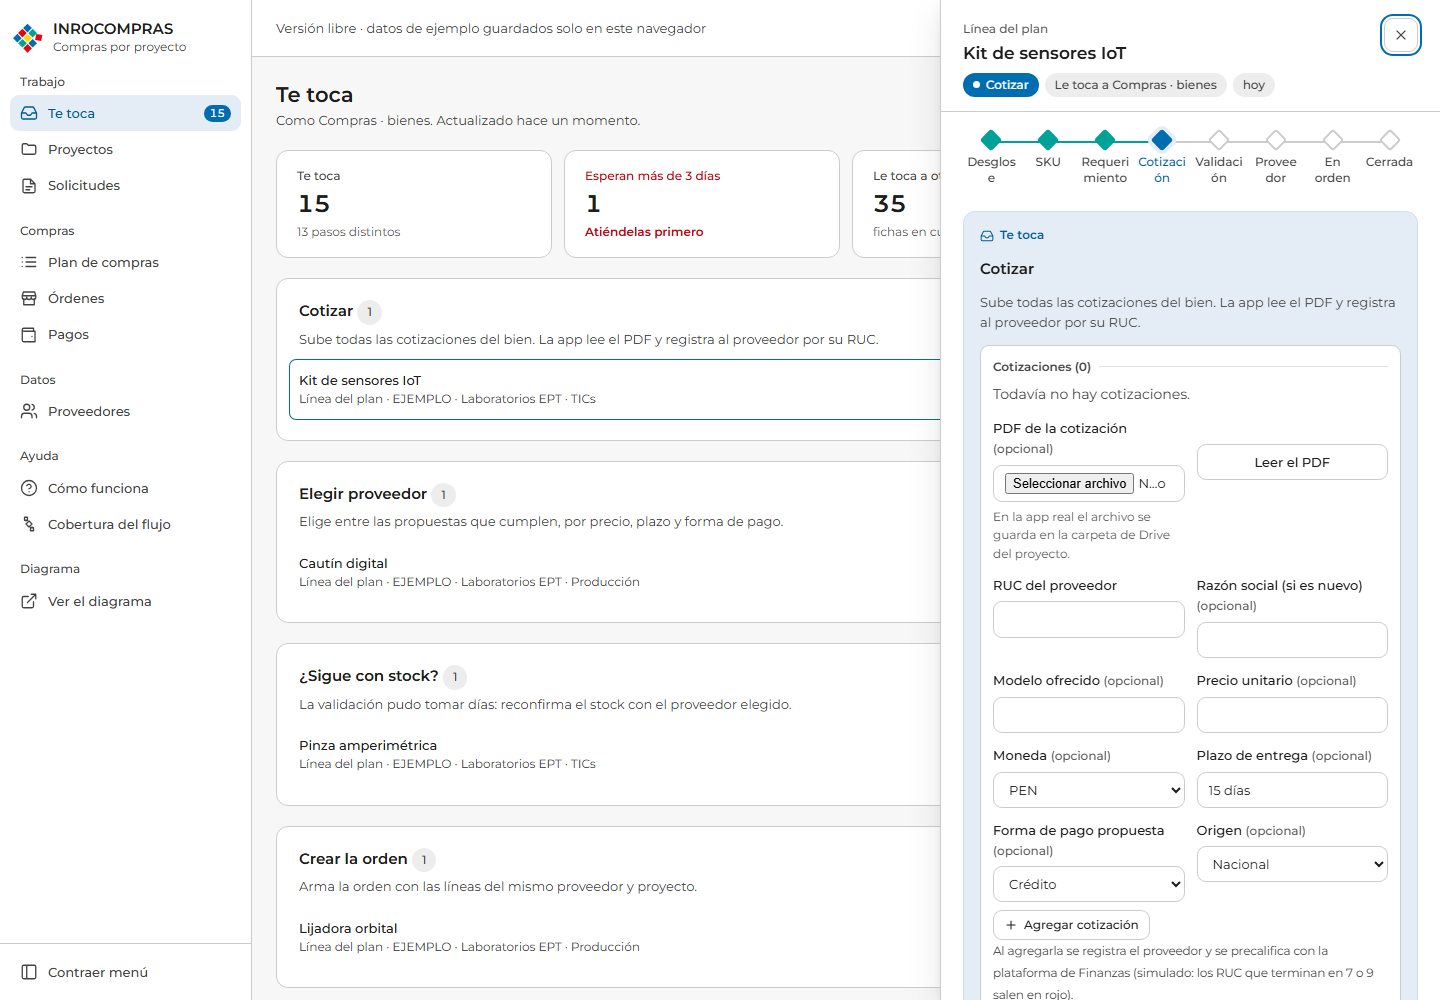 INROCOMPRAS
Compras por proyecto
Trabajo
Te toca 15
Proyectos
Solicitudes
Compras
Plan de compras
Órdenes
Pagos
Datos
Proveedores
Ayuda
Cómo funciona
Cobertura del flujo
Diagrama
Ver el diagrama
Contraer menú
Versión libre · datos de ejemplo guardados solo en este navegador
Te toca
Como Compras · bienes. Actualizado hace un momento.
Te toca
15
13 pasos distintos
Esperan más de 3 días
1
Atiéndelas primero
Le toca a o
35
fichas en cu
Cotizar 1
Sube todas las cotizaciones del bien. La app lee el PDF y registra al proveedor por su RUC.
Kit de sensores IoT
Línea del plan · EJEMPLO · Laboratorios EPT · TICs
Elegir proveedor 1
Elige entre las propuestas que cumplen, por precio, plazo y forma de pago.
Cautín digital
Línea del plan · EJEMPLO · Laboratorios EPT · Producción
¿Sigue con stock? 1
La validación pudo tomar días: reconfirma el stock con el proveedor elegido.
Pinza amperimétrica
Línea del plan · EJEMPLO · Laboratorios EPT · TICs
Crear la orden 1
Arma la orden con las líneas del mismo proveedor y proyecto.
Lijadora orbital
Línea del plan · EJEMPLO · Laboratorios EPT · Producción
Línea del plan
Kit de sensores IoT
Cotizar Le toca a Compras · bienes hoy
Desglos
e
SKU
Requeri
miento
Cotizaci
ón
Validaci
ón
Provee
dor
En
orden
Cerrada
Te toca
Cotizar
Sube todas las cotizaciones del bien. La app lee el PDF y registra
al proveedor por su RUC.
Cotizaciones (0)
Todavía no hay cotizaciones.
PDF de la cotización
(opcional)
Seleccionar archivo N...o
Leer el PDF
En la app real el archivo se
guarda en la carpeta de Drive
del proyecto.
RUC del proveedor
Razón social (si es nuevo)
(opcional)
Modelo ofrecido (opcional)
Precio unitario (opcional)
Moneda (opcional)
PEN
Plazo de entrega (opcional)
15 días
Forma de pago propuesta
(opcional)
Crédito
Origen (opcional)
Nacional
+ Agregar cotización
Al agregarla se registra el proveedor y se precalifica con la
plataforma de Finanzas (simulado: los RUC que terminan en 7 o 9
salen en rojo).